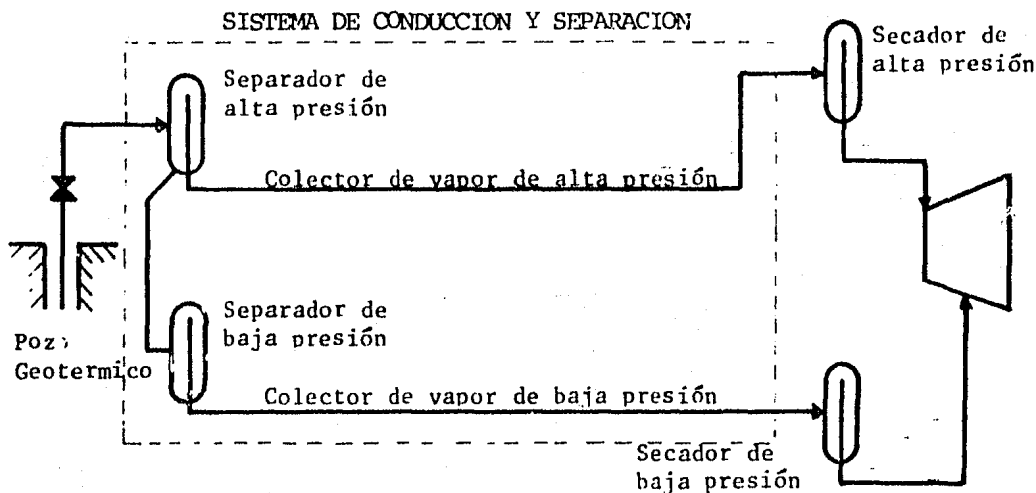 SISTEMA DE CONDUCCION Y SEPARACION
Separador de
alta presión
Secador de
alta presión
Colector de vapor de alta presión
Separador de
baja presión
Poz
Geotermico
Colector de vapor de baja presión
Secador de
baja presión